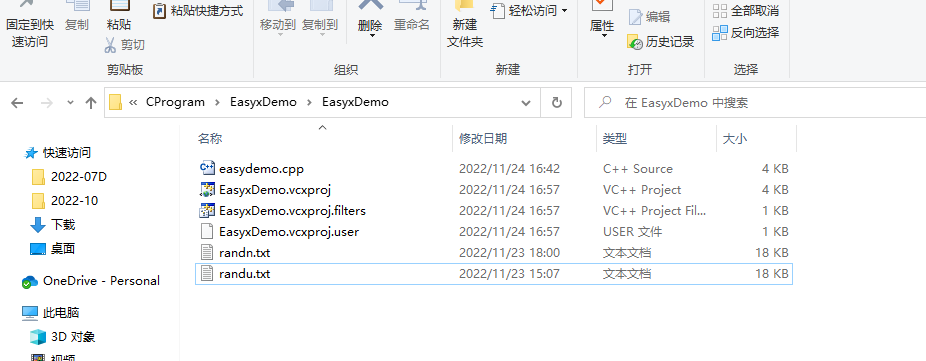 粘贴快捷方式
固定到快速访问
复制
粘贴
剪切
移动到
复制到
删除
重命名
新建
文件夹
轻松访问
属性
编辑
历史记录
全部取消
反向选择
剪贴板
组织
新建
打开
选择
« CProgram > EasyxDemo > EasyxDemo
在 EasyxDemo 中搜索
名称 修改日期 类型 大小
快速访问
2022-07D
2022-10
下载
桌面
OneDrive - Personal
此电脑
3D 对象
视频
easydemo.cpp 2022/11/24 16:42 C++ Source 4 KB
EasyxDemo.vcxproj 2022/11/24 16:57 VC++ Project 4 KB
EasyxDemo.vcxproj.filters 2022/11/24 16:57 VC++ Project Fil... 1 KB
EasyxDemo.vcxproj.user 2022/11/24 16:57 USER 文件 1 KB
randn.txt 2022/11/23 18:00 文本文档 18 KB
randu.txt 2022/11/23 15:07 文本文档 18 KB